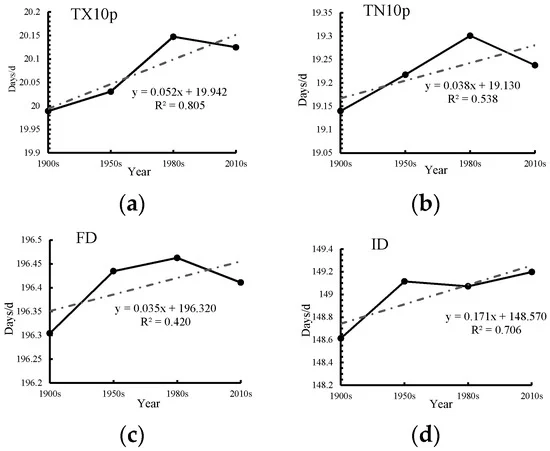 TX10p
20.2
20.15
20.1
20.05
20
19.95
19.9
Days/d
y = 0.052x + 19.942
R² = 0.805
1900s 1950s 1980s 2010s
Year
(a)
TN10p
19.35
19.3
19.25
19.2
19.15
19.1
19.05
Days/d
y = 0.038x + 19.130
R² = 0.538
1900s 1950s 1980s 2010s
Year
(b)
FD
196.5
196.45
196.4
196.35
196.3
196.25
196.2
Days/d
y = 0.035x + 196.320
R² = 0.420
1900s 1950s 1980s 2010s
Year
(c)
ID
149.4
149.2
149
148.8
148.6
148.4
148.2
Days/d
y = 0.171x + 148.570
R² = 0.706
1900s 1950s 1980s 2010s
Year
(d)